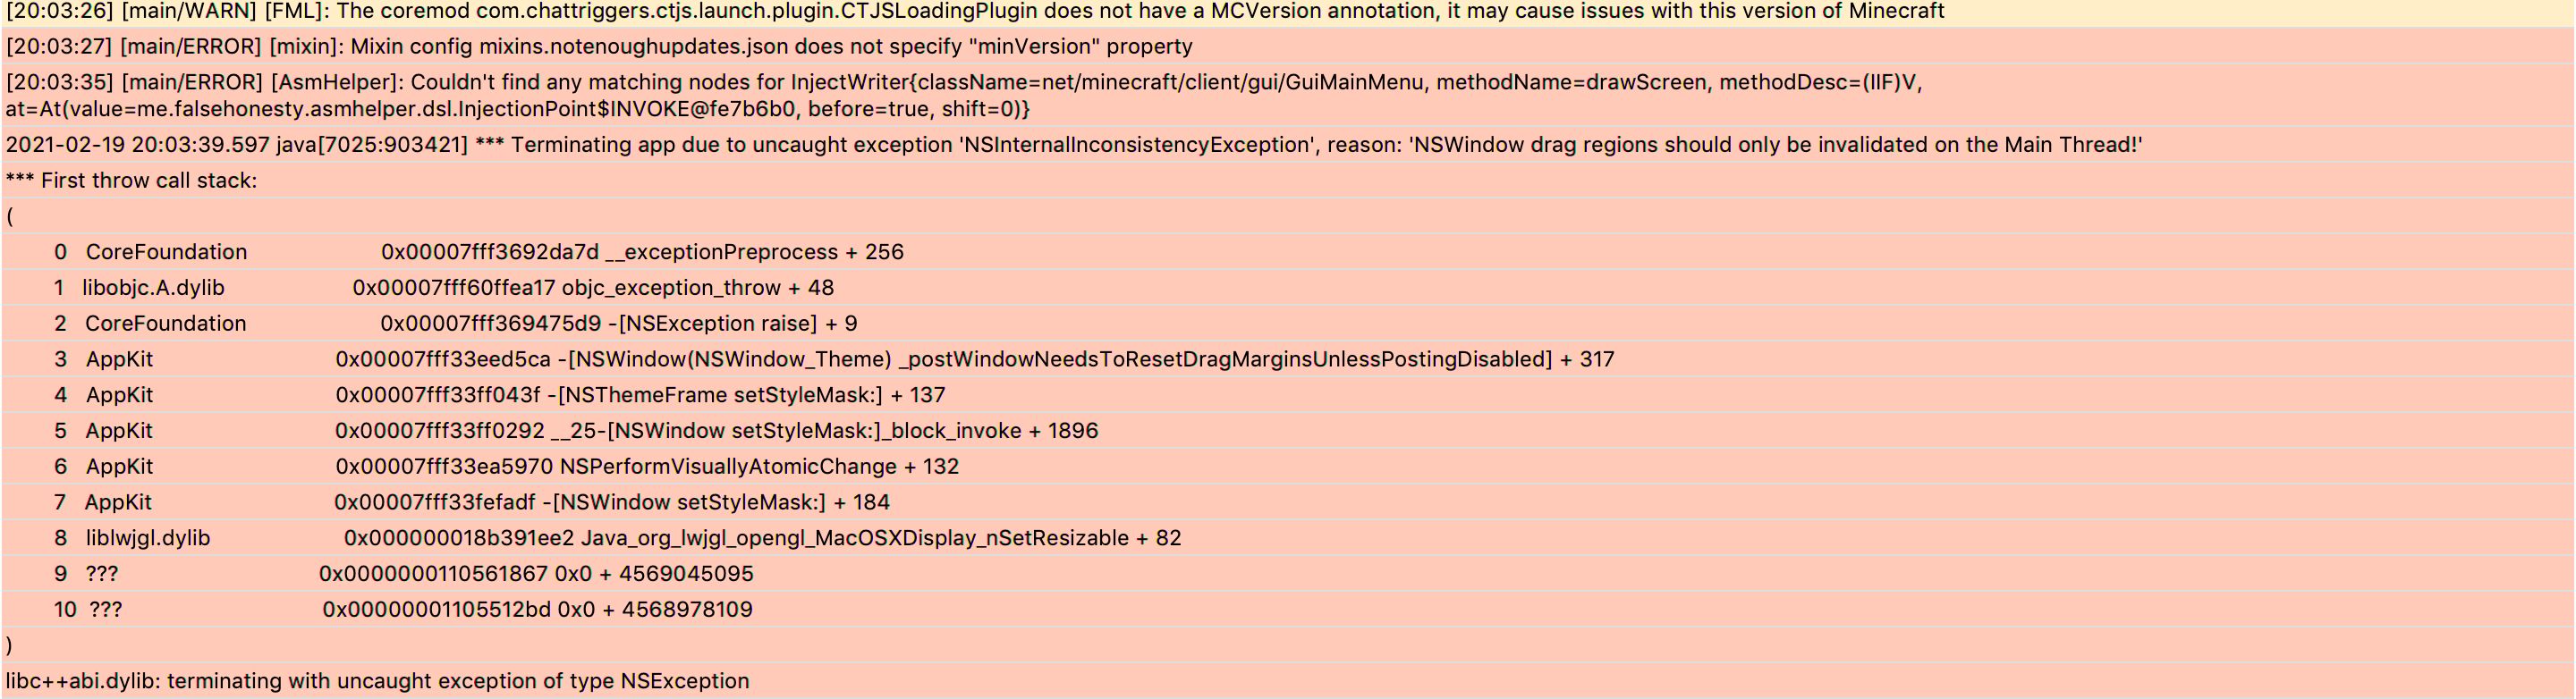 [20:03:26] [main/WARN] [FML]: The coremod com.chattriggers.ctjs.launch.plugin.CTJSLoadingPlugin does not have a MCVersion annotation, it may cause issues with this version of Minecraft
[20:03:27] [main/ERROR] [mixin]: Mixin config mixins.notenoughupdates.json does not specify "minVersion" property
[20:03:35] [main/ERROR] [AsmHelper]: Couldn't find any matching nodes for InjectWriter{className=net/minecraft/client/gui/GuiMainMenu, methodName=drawScreen, methodDesc=(IIF)V,
at=At(value=me.falsehonesty.asmhelper.dsl.InjectionPoint$INVOKE@fe7b6b0, before=true, shift=0)}
2021-02-19 20:03:39.597 java[7025:903421] *** Terminating app due to uncaught exception 'NSInternalInconsistencyException', reason: 'NSWindow drag regions should only be invalidated on the Main Thread!'
*** First throw call stack:
(
0 CoreFoundation 0x00007fff3692da7d __exceptionPreprocess + 256
1 libobjc.A.dylib 0x00007fff60ffea17 objc_exception_throw + 48
2 CoreFoundation 0x00007fff369475d9 -[NSException raise] + 9
3 AppKit 0x00007fff33eed5ca -[NSWindow(NSWindow_Theme) _postWindowNeedsToResetDragMarginsUnlessPostingDisabled] + 317
4 AppKit 0x00007fff33ff043f -[NSThemeFrame setStyleMask:] + 137
5 AppKit 0x00007fff33ff0292 __25-[NSWindow setStyleMask:]_block_invoke + 1896
6 AppKit 0x00007fff33ea5970 NSPerformVisuallyAtomicChange + 132
7 AppKit 0x00007fff33fefadf -[NSWindow setStyleMask:] + 184
8 liblwjgl.dylib 0x000000018b391ee2 Java_org_lwjgl_opengl_MacOSXDisplay_nSetResizable + 82
9 ??? 0x0000000110561867 0x0 + 4569045095
10 ??? 0x00000001105512bd 0x0 + 4568978109
)
libc++abi.dylib: terminating with uncaught exception of type NSException